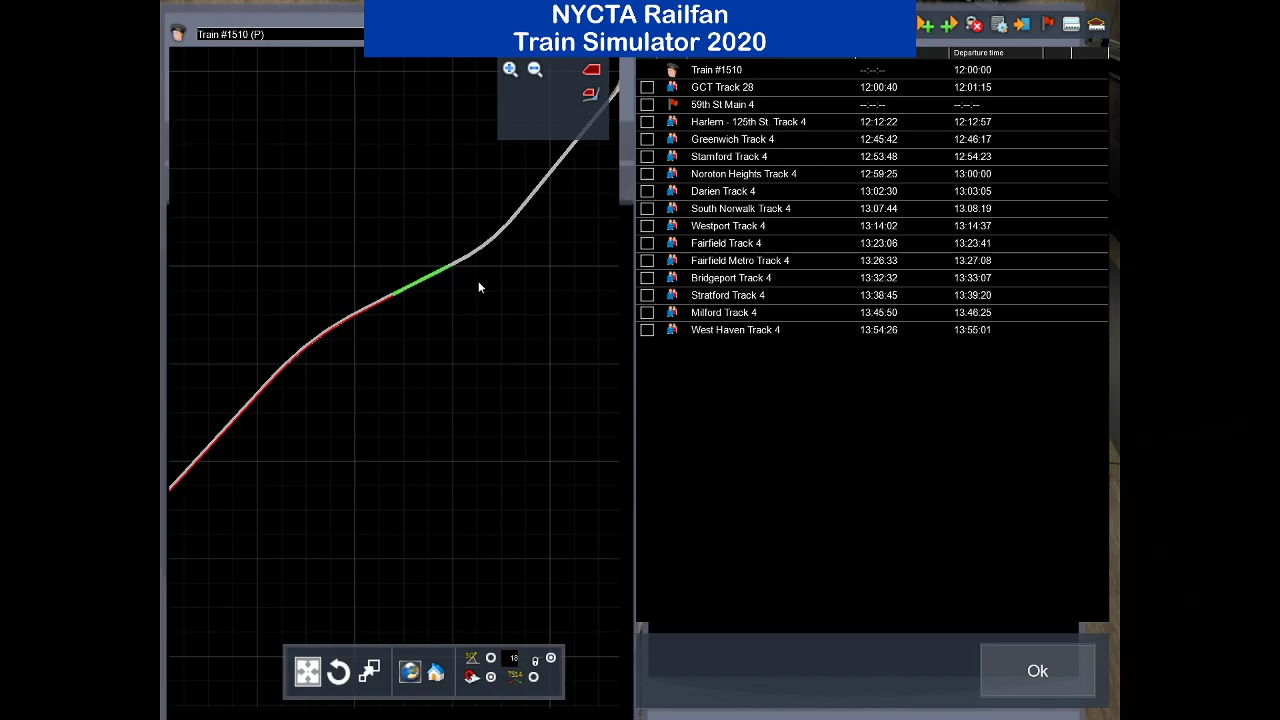 NYCTA Railfan
Train Simulator 2020
Train #1510 (P)
Departure time
Train #1510 --:--:-- 12:00:00
GCT Track 28 12:00:40 12:01:15
59th St Main 4 --:--:-- --:--:--
Harlem - 125th St. Track 4 12:12:22 12:12:57
Greenwich Track 4 12:45:42 12:46:17
Stamford Track 4 12:53:48 12:54:23
Noroton Heights Track 4 12:59:25 13:00:00
Darien Track 4 13:02:30 13:03:05
South Norwalk Track 4 13:07:44 13:08:19
Westport Track 4 13:14:02 13:14:37
Fairfield Track 4 13:23:06 13:23:41
Fairfield Metro Track 4 13:26:33 13:27:08
Bridgeport Track 4 13:32:32 13:33:07
Stratford Track 4 13:38:45 13:39:20
Milford Track 4 13:45:50 13:46:25
West Haven Track 4 13:54:26 13:55:01
18
TS14
Ok